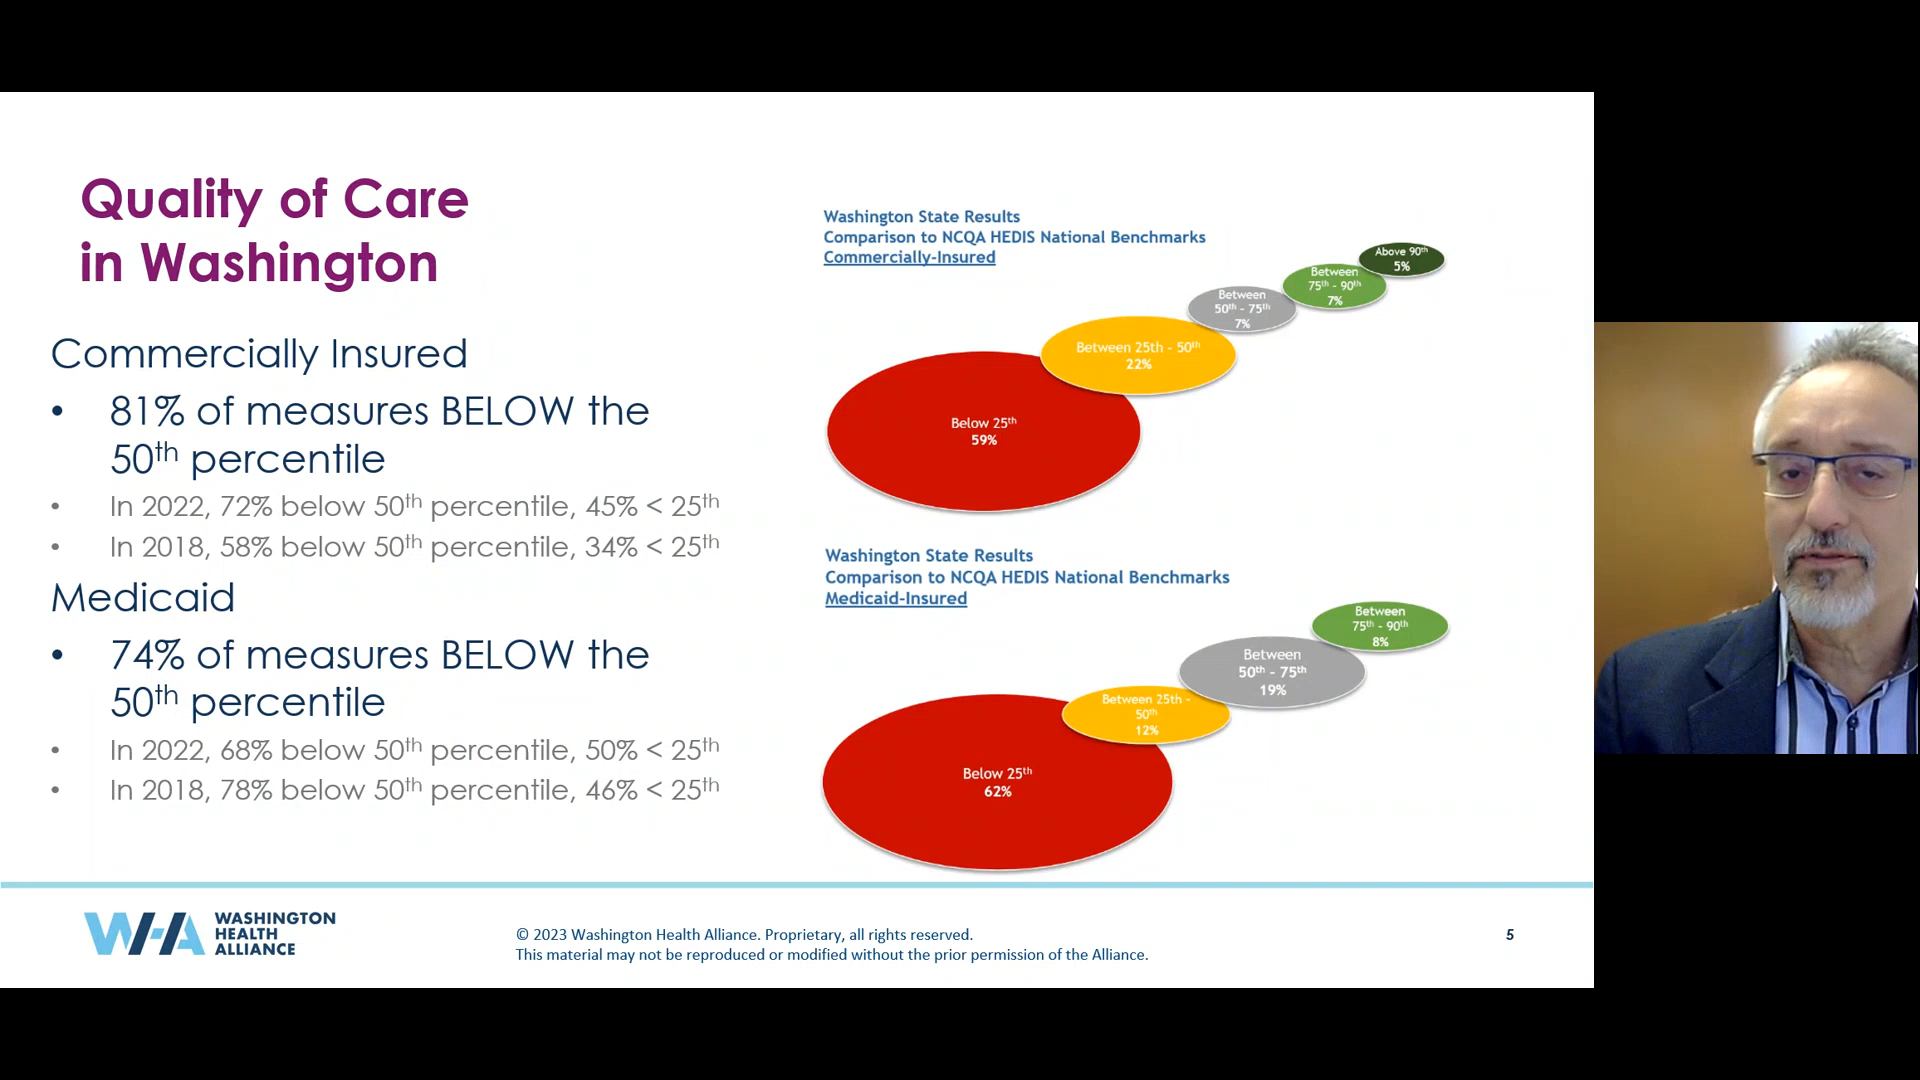 Quality of Care
in Washington
Commercially Insured
• 81% of measures BELOW the
50th percentile
• In 2022, 72% below 50th percentile, 45% < 25th
• In 2018, 58% below 50th percentile, 34% < 25th
Medicaid
• 74% of measures BELOW the
50th percentile
• In 2022, 68% below 50th percentile, 50% < 25th
• In 2018, 78% below 50th percentile, 46% < 25th
Washington State Results
Comparison to NCQA HEDIS National Benchmarks
Commercially-Insured
Below 25th
59%
Between 25th - 50th
22%
Between
50th - 75th
7%
Between
75th - 90th
7%
Above 90th
5%
Washington State Results
Comparison to NCQA HEDIS National Benchmarks
Medicaid-Insured
Below 25th
62%
Between 25th -
50th
12%
Between
50th - 75th
19%
Between
75th - 90th
8%
WHA
WASHINGTON
HEALTH
ALLIANCE
© 2023 Washington Health Alliance. Proprietary, all rights reserved.
This material may not be reproduced or modified without the prior permission of the Alliance.
5